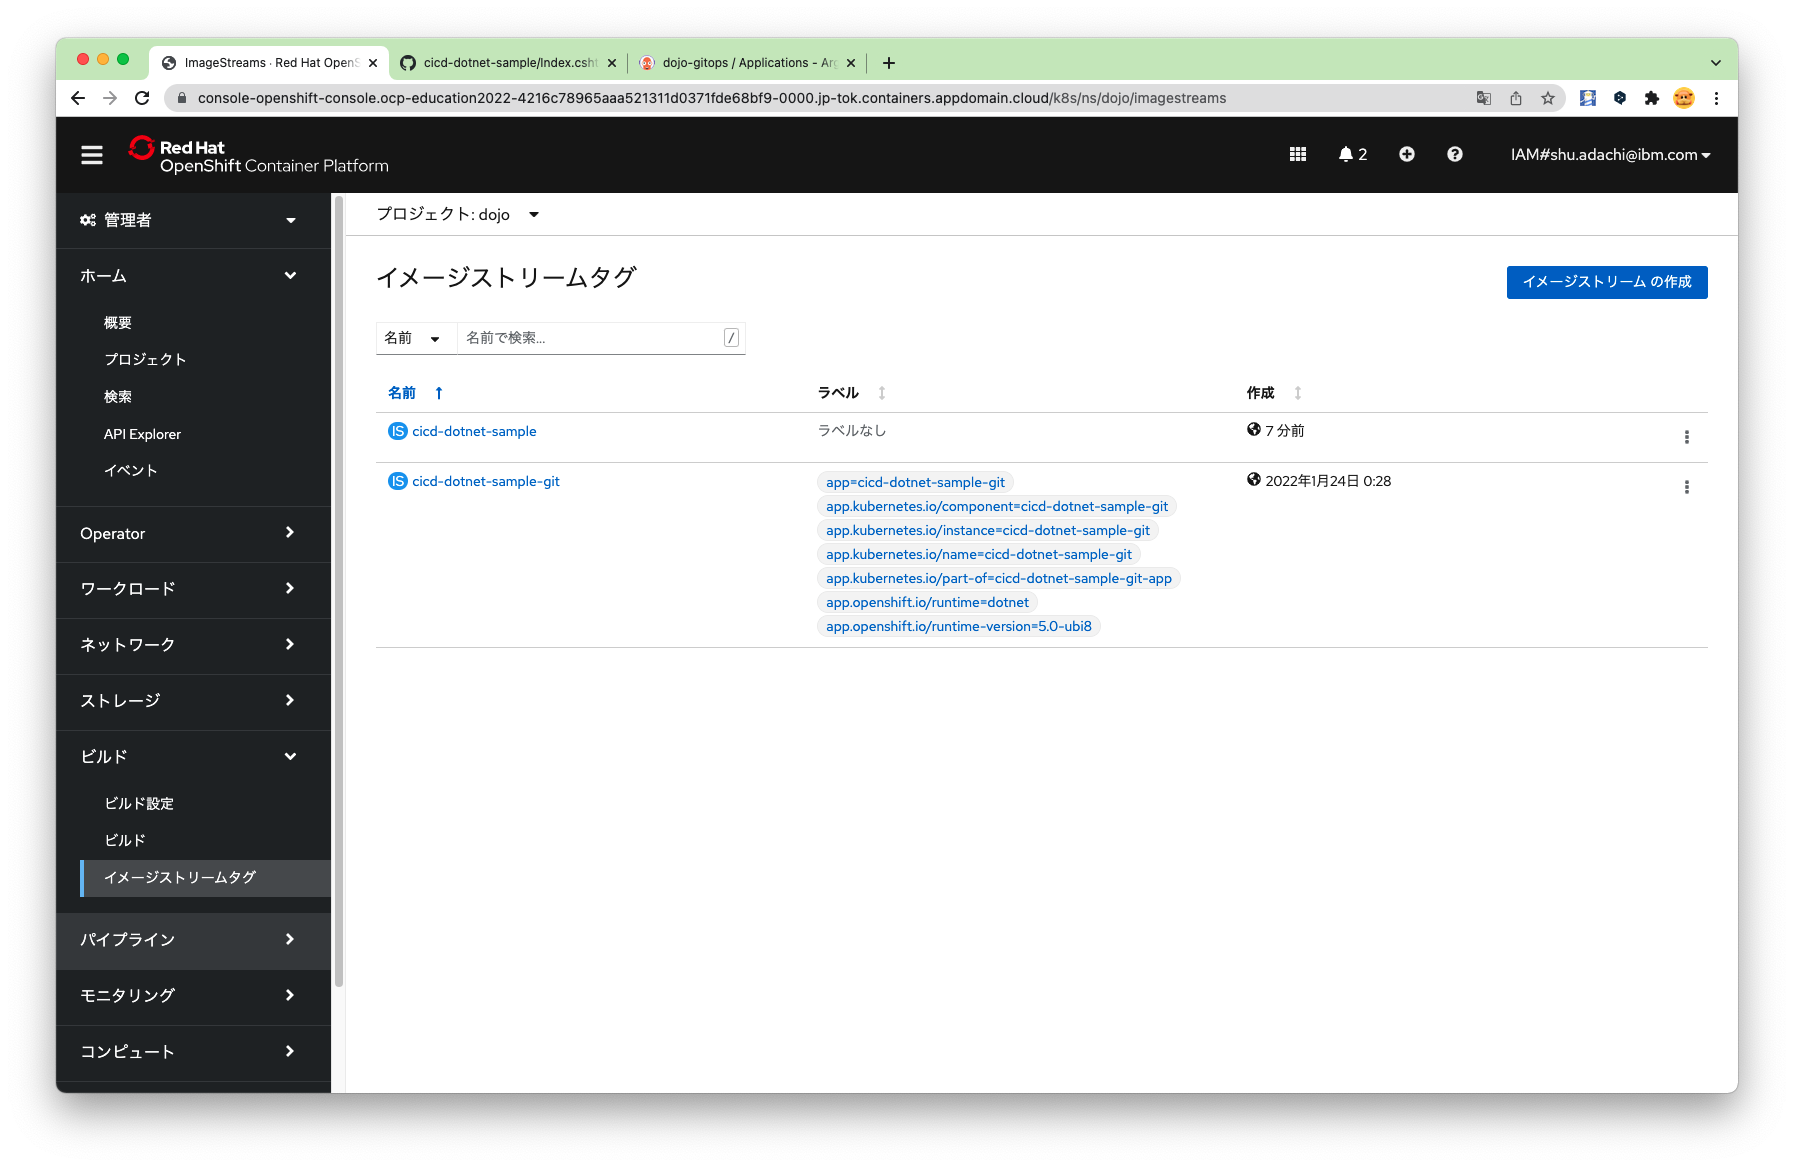 ImageStreams · Red Hat OpenS
cicd-dotnet-sample/Index.csht
dojo-gitops / Applications - Arg
console-openshift-console.ocp-education2022-4216c78965aaa521311d0371fde68bf9-0000.jp-tok.containers.appdomain.cloud/k8s/ns/dojo/imagestreams
Red Hat
OpenShift Container Platform
2
IAM#shu.adachi@ibm.com
管理者
ホーム
概要
プロジェクト
検索
API Explorer
イベント
Operator
ワークロード
ネットワーク
ストレージ
ビルド
ビルド設定
ビルド
イメージストリームタグ
パイプライン
モニタリング
コンピュート
プロジェクト: dojo
イメージストリームタグ
イメージストリーム の作成
名前
名前で検索...
/
名前 ラベル 作成
IS cicd-dotnet-sample ラベルなし 7 分前
IS cicd-dotnet-sample-git app=cicd-dotnet-sample-git 2022年1月24日 0:28
app.kubernetes.io/component=cicd-dotnet-sample-git
app.kubernetes.io/instance=cicd-dotnet-sample-git
app.kubernetes.io/name=cicd-dotnet-sample-git
app.kubernetes.io/part-of=cicd-dotnet-sample-git-app
app.openshift.io/runtime=dotnet
app.openshift.io/runtime-version=5.0-ubi8